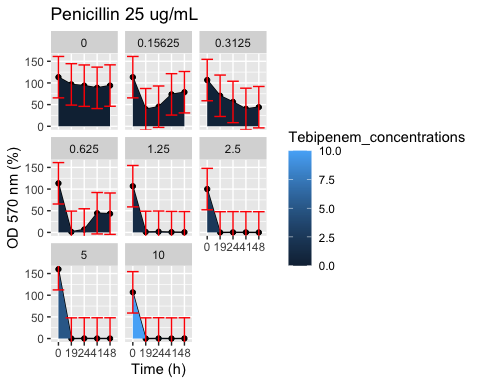 Penicillin 25 ug/mL
0 0.15625 0.3125
150
100
50
0
0.625 1.25 2.5
150
100
50
0
0 19244148
5 10
150
100
50
0
0 19244148 0 19244148
Time (h)
OD 570 nm (%)
Tebipenem_concentrations
10.0
7.5
5.0
2.5
0.0